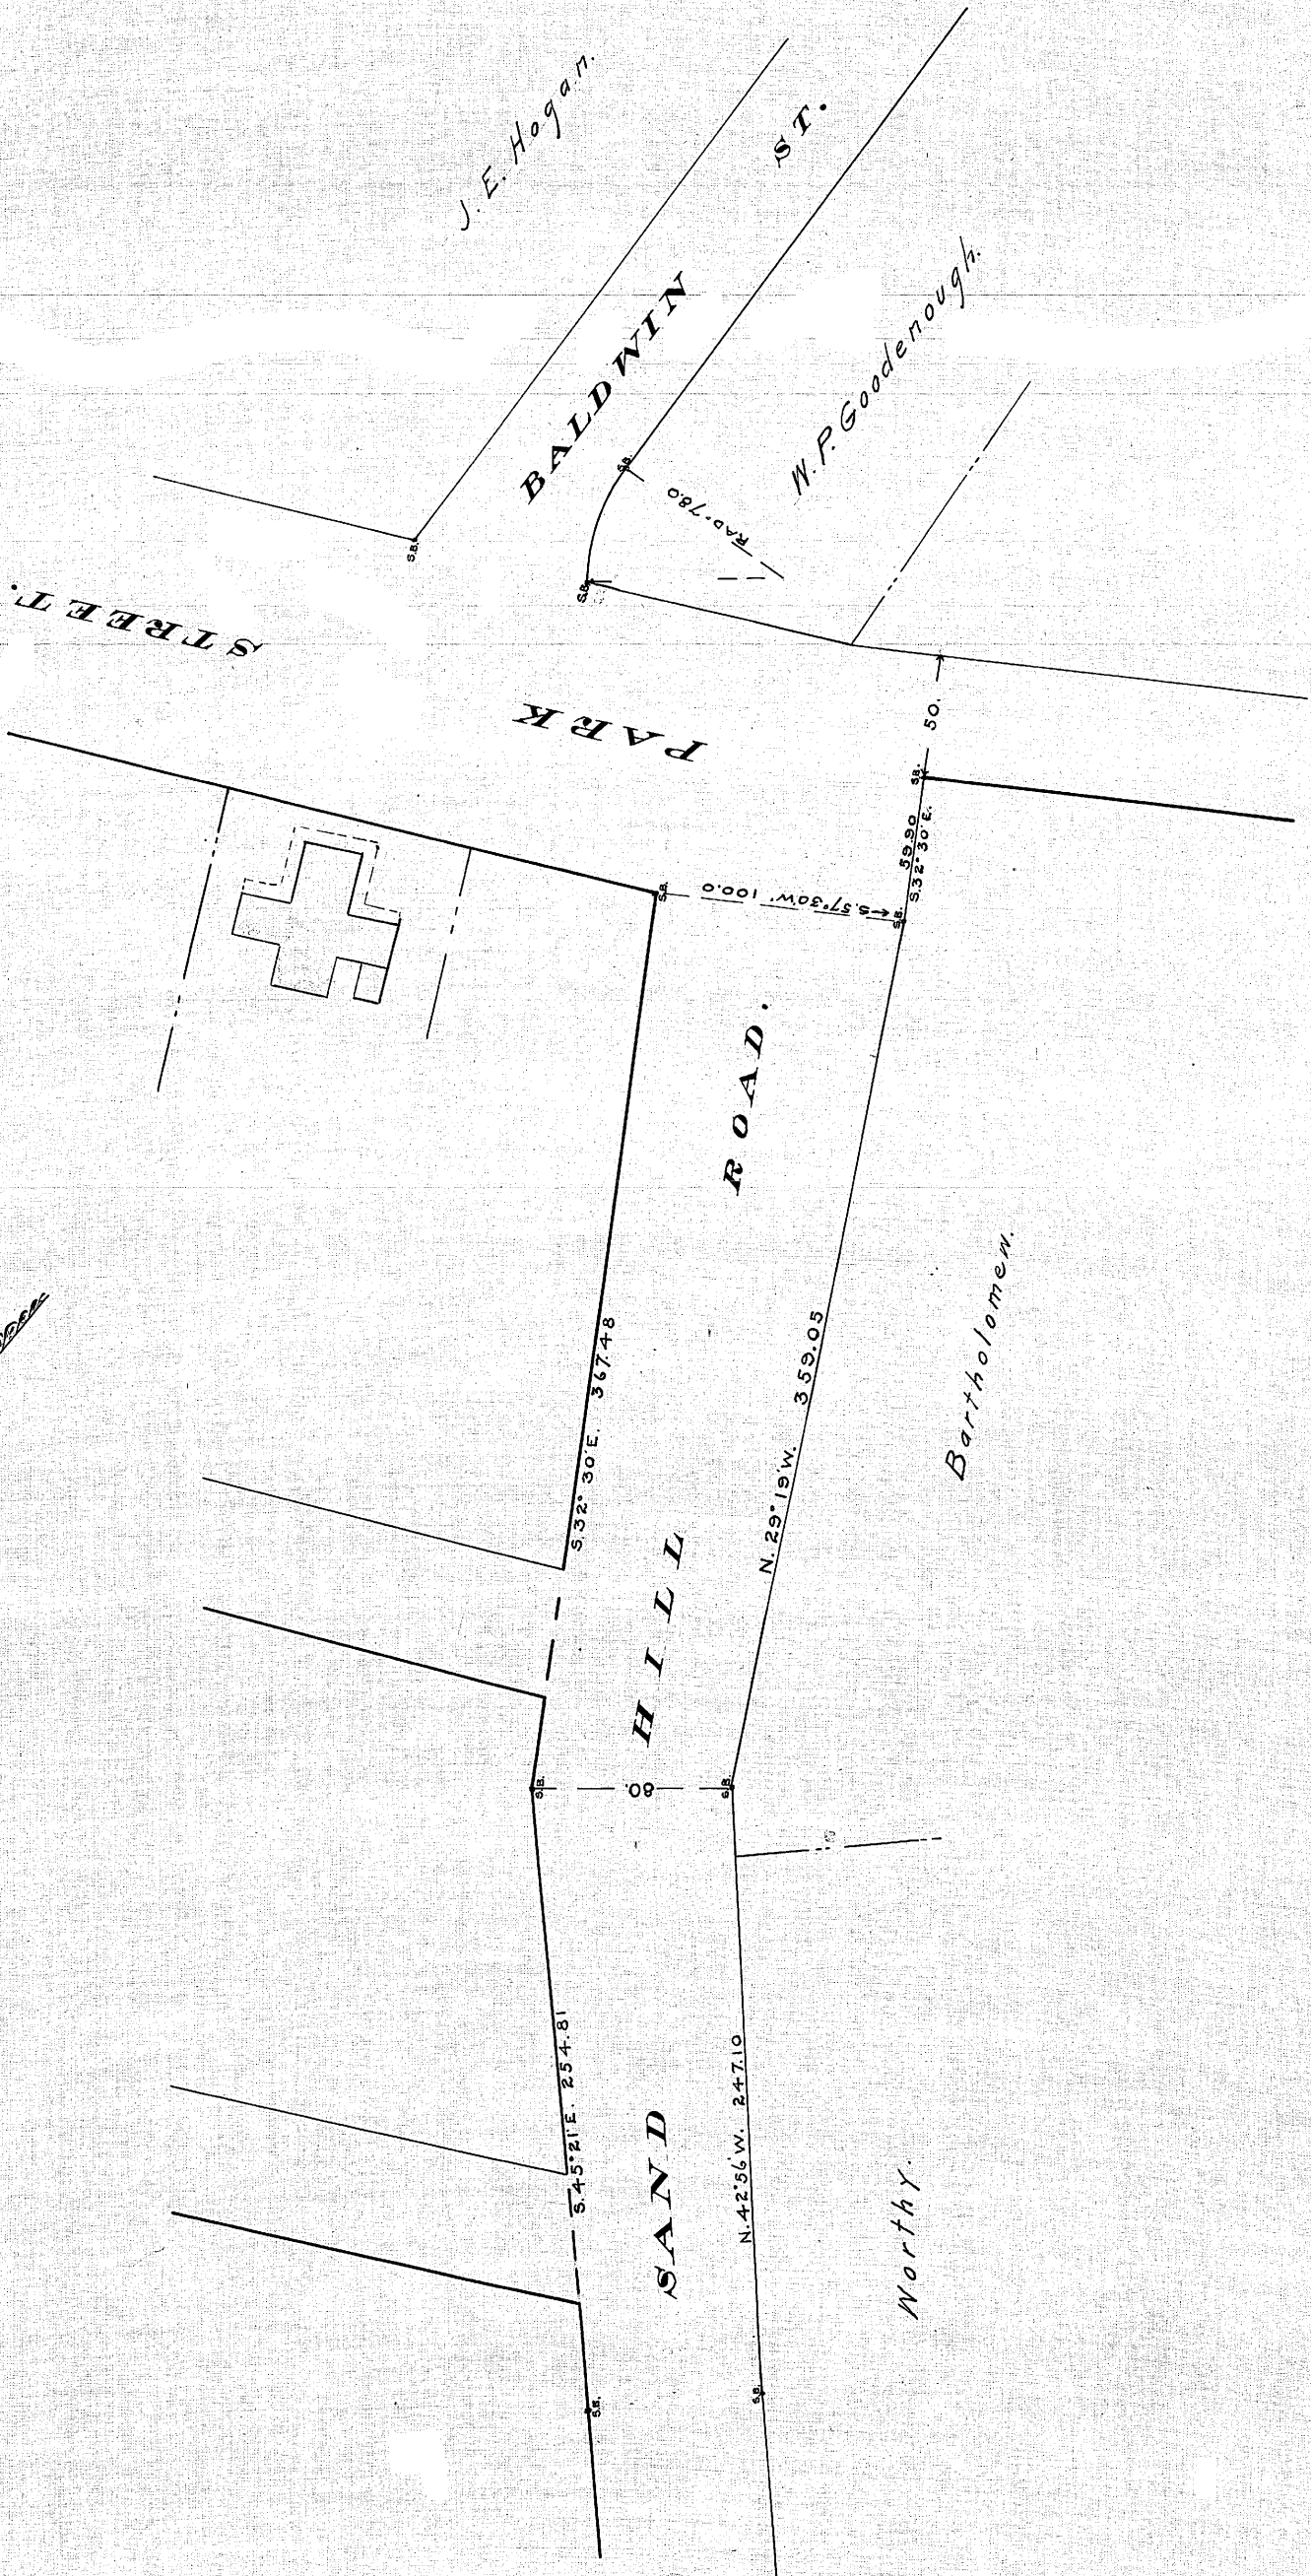 J. E. Hogan.
BALDWIN ST.
W. P. Goodenough.
S.B.
RAD. 78.0
S.B.
S.B.
PARK STREET.
50.
S.B.
59.90
S. 32° 30' E.
S.B.
S. 57° 30' W. 100.0
S.B.
SAND HILL ROAD.
S. 32° 30' E. 367.48
N. 29° 19' W. 359.05
Bartholomew.
S.B.
80.
S.B.
S. 45° 21' E. 254.81
N. 42° 56' W. 247.10
Worthy.
S.B.
S.B.